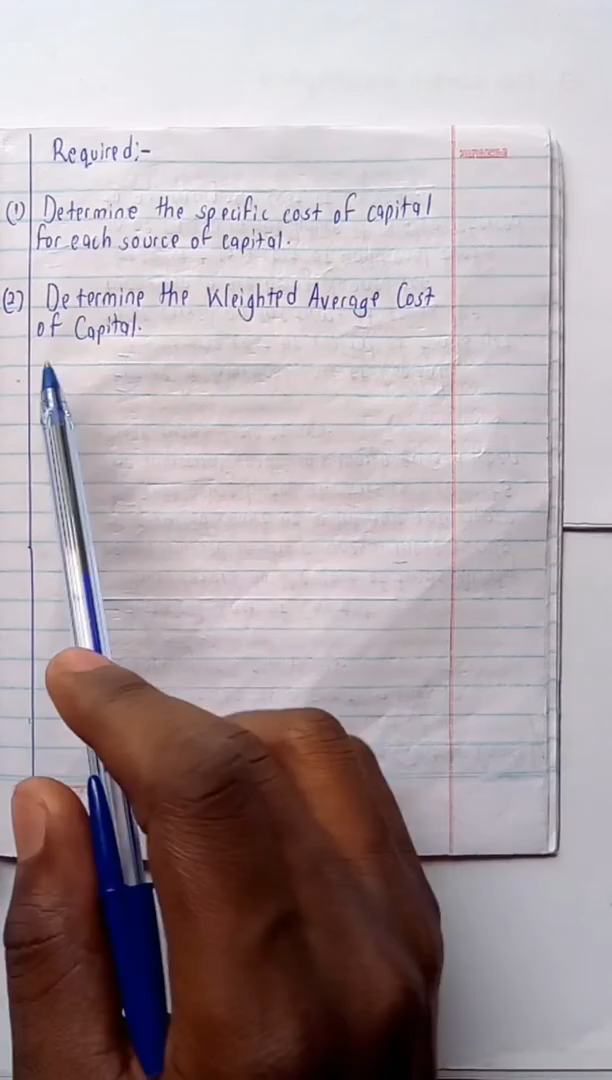 Required:-
(1) Determine the specific cost of capital
for each source of capital.
(2) Determine the Weighted Average Cost
of Capital.